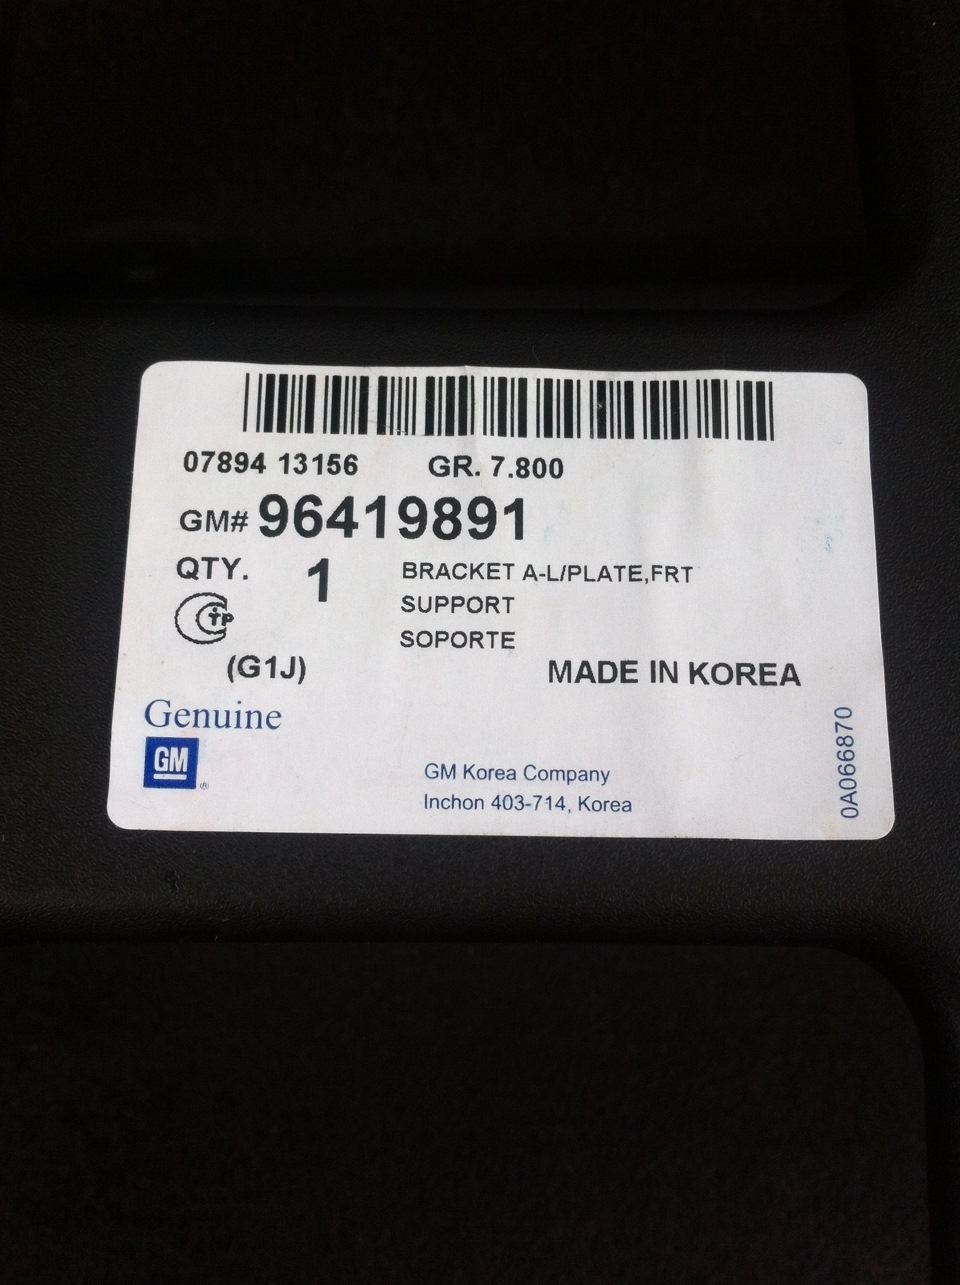 07894 13156 GR. 7.800
GM# 96419891
QTY. 1 BRACKET A-L/PLATE,FRT
SUPPORT
SOPORTE
(G1J)
MADE IN KOREA
Genuine
GM
®
GM Korea Company
Inchon 403-714, Korea
0A066870